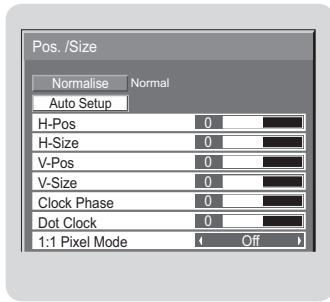 Pos. /Size
Normalise Normal
Auto Setup
H-Pos 0
H-Size 0
V-Pos 0
V-Size 0
Clock Phase 0
Dot Clock 0
1:1 Pixel Mode Off